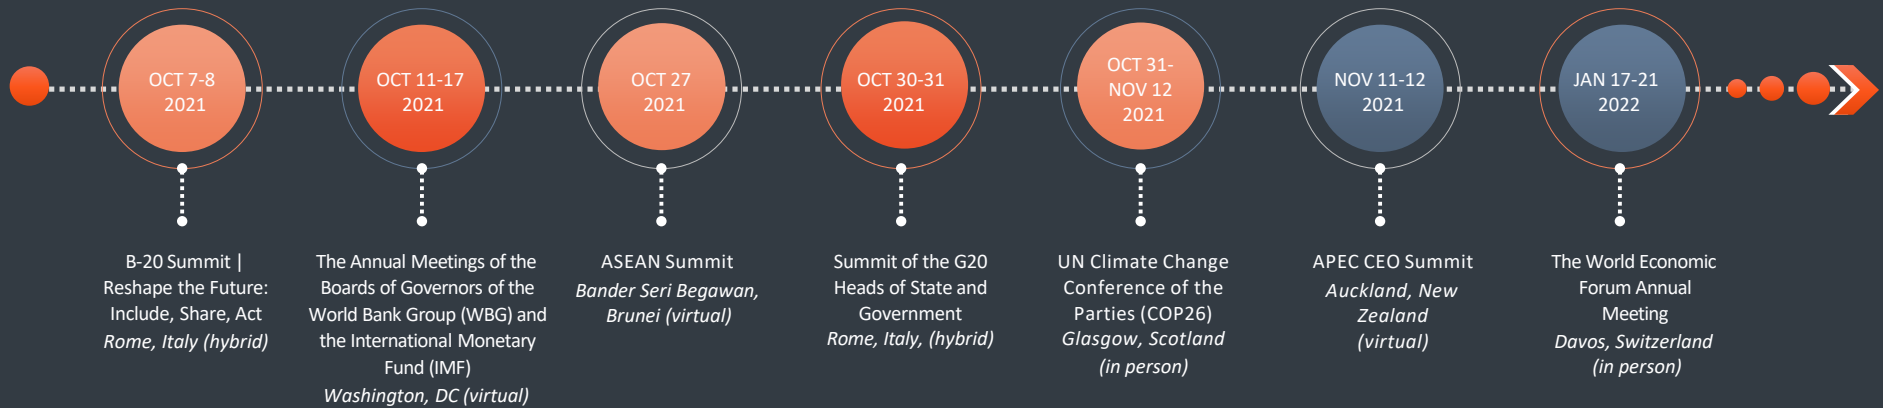 OCT 7-8
2021
B-20 Summit |
Reshape the Future:
Include, Share, Act
Rome, Italy (hybrid)
OCT 11-17
2021
The Annual Meetings of the
Boards of Governors of the
World Bank Group (WBG) and
the International Monetary
Fund (IMF)
Washington, DC (virtual)
OCT 27
2021
ASEAN Summit
Bander Seri Begawan,
Brunei (virtual)
OCT 30-31
2021
Summit of the G20
Heads of State and
Government
Rome, Italy, (hybrid)
OCT 31-
NOV 12
2021
UN Climate Change
Conference of the
Parties (COP26)
Glasgow, Scotland
(in person)
NOV 11-12
2021
APEC CEO Summit
Auckland, New
Zealand
(virtual)
JAN 17-21
2022
The World Economic
Forum Annual
Meeting
Davos, Switzerland
(in person)